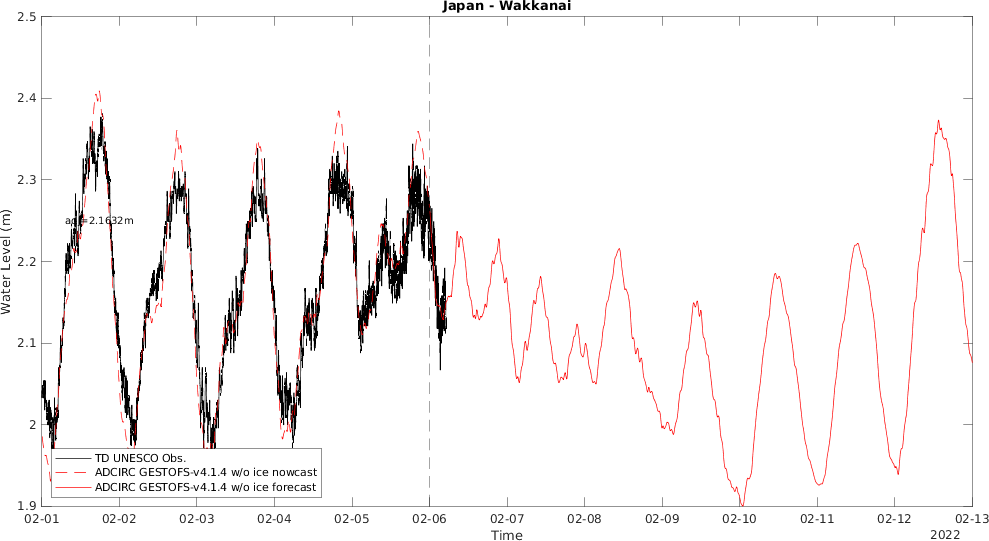 Japan - Wakkanai
2.5
2.4
2.3
2.2
2.1
2
1.9
Water Level (m)
=2.1632m
TD UNESCO Obs.
ADCIRC GESTOFS-v4.1.4 w/o ice nowcast
ADCIRC GESTOFS-v4.1.4 w/o ice forecast
02-01 02-02 02-03 02-04 02-05 02-06 02-07 02-08 02-09 02-10 02-11 02-12 02-13
Time
2022